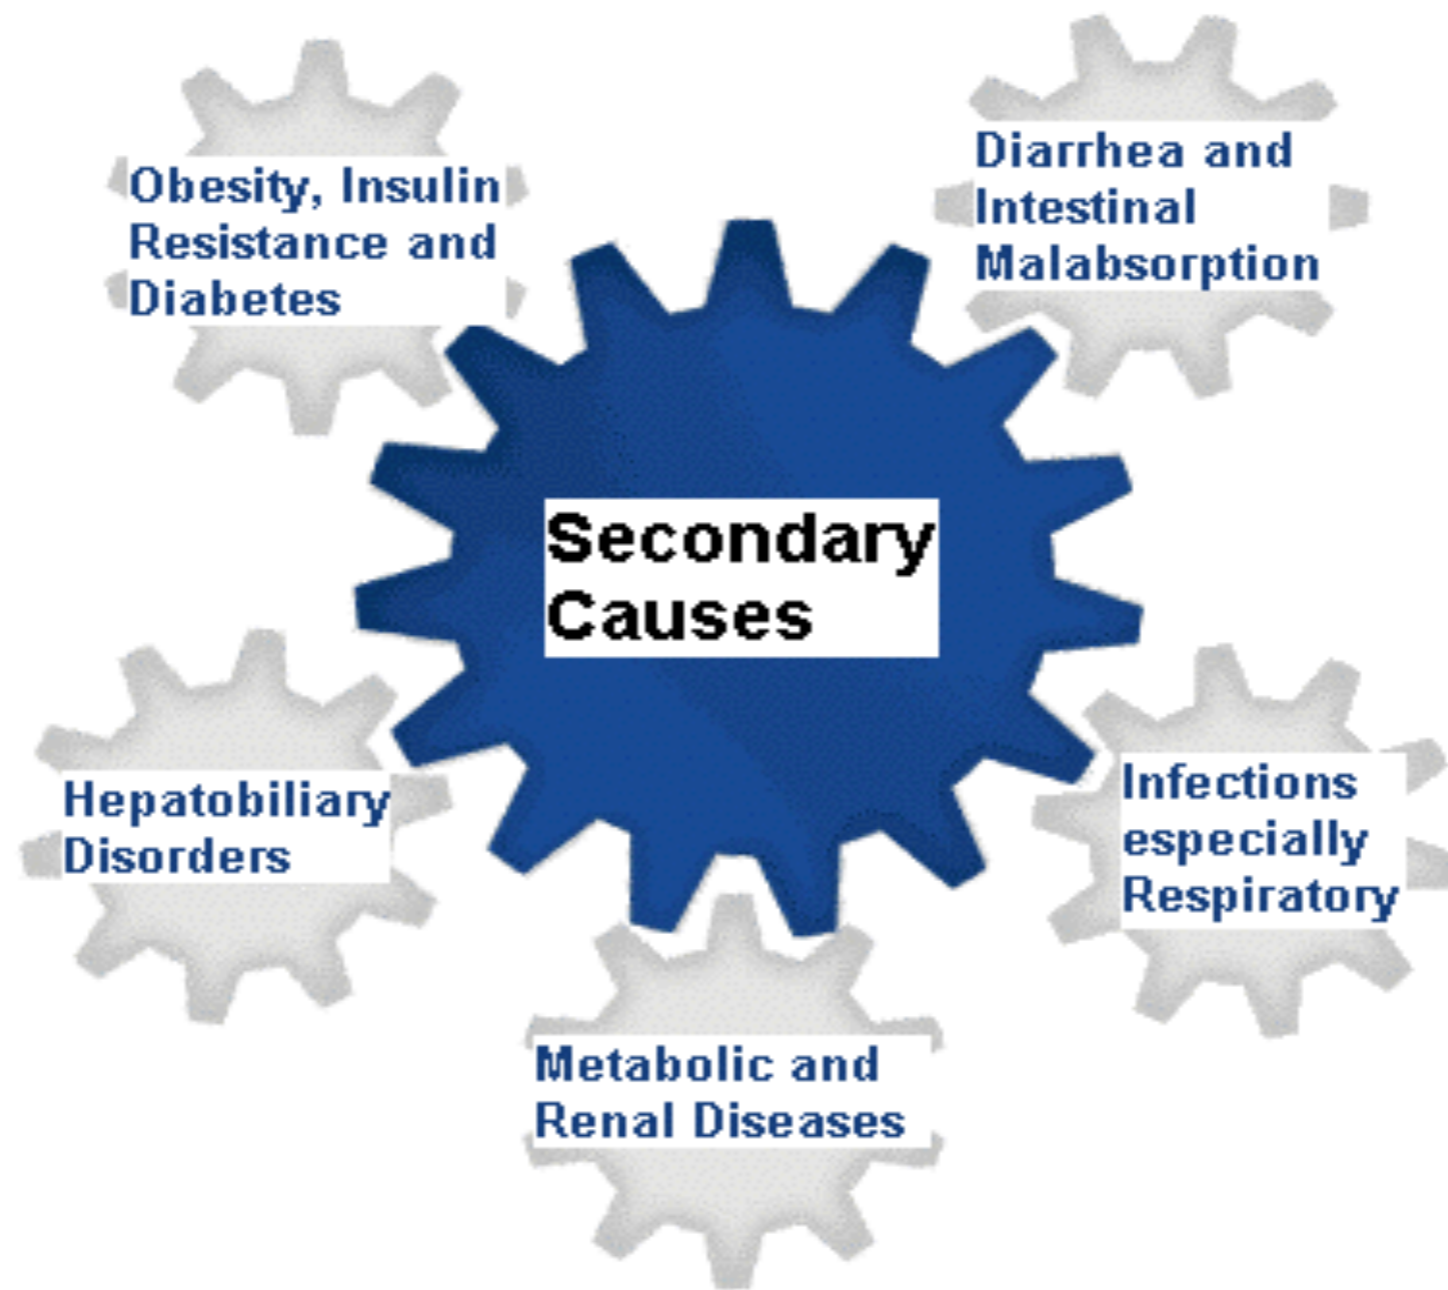 Obesity, Insulin
Resistance and
Diabetes
Diarrhea and
Intestinal
Malabsorption
Secondary
Causes
Hepatobiliary
Disorders
Infections
especially
Respiratory
Metabolic and
Renal Diseases